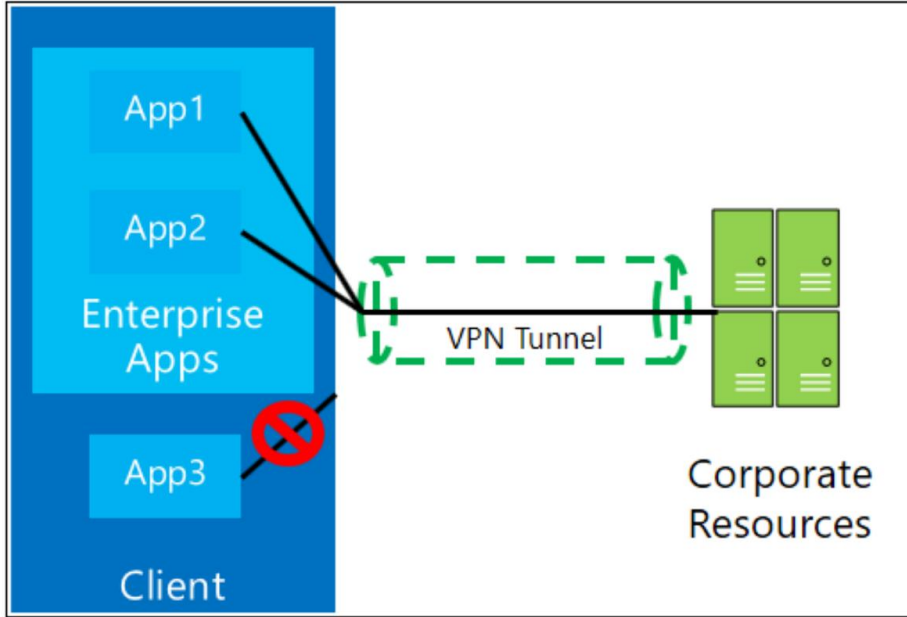 App1
App2
Enterprise
Apps
App3
Client
VPN Tunnel
Corporate
Resources